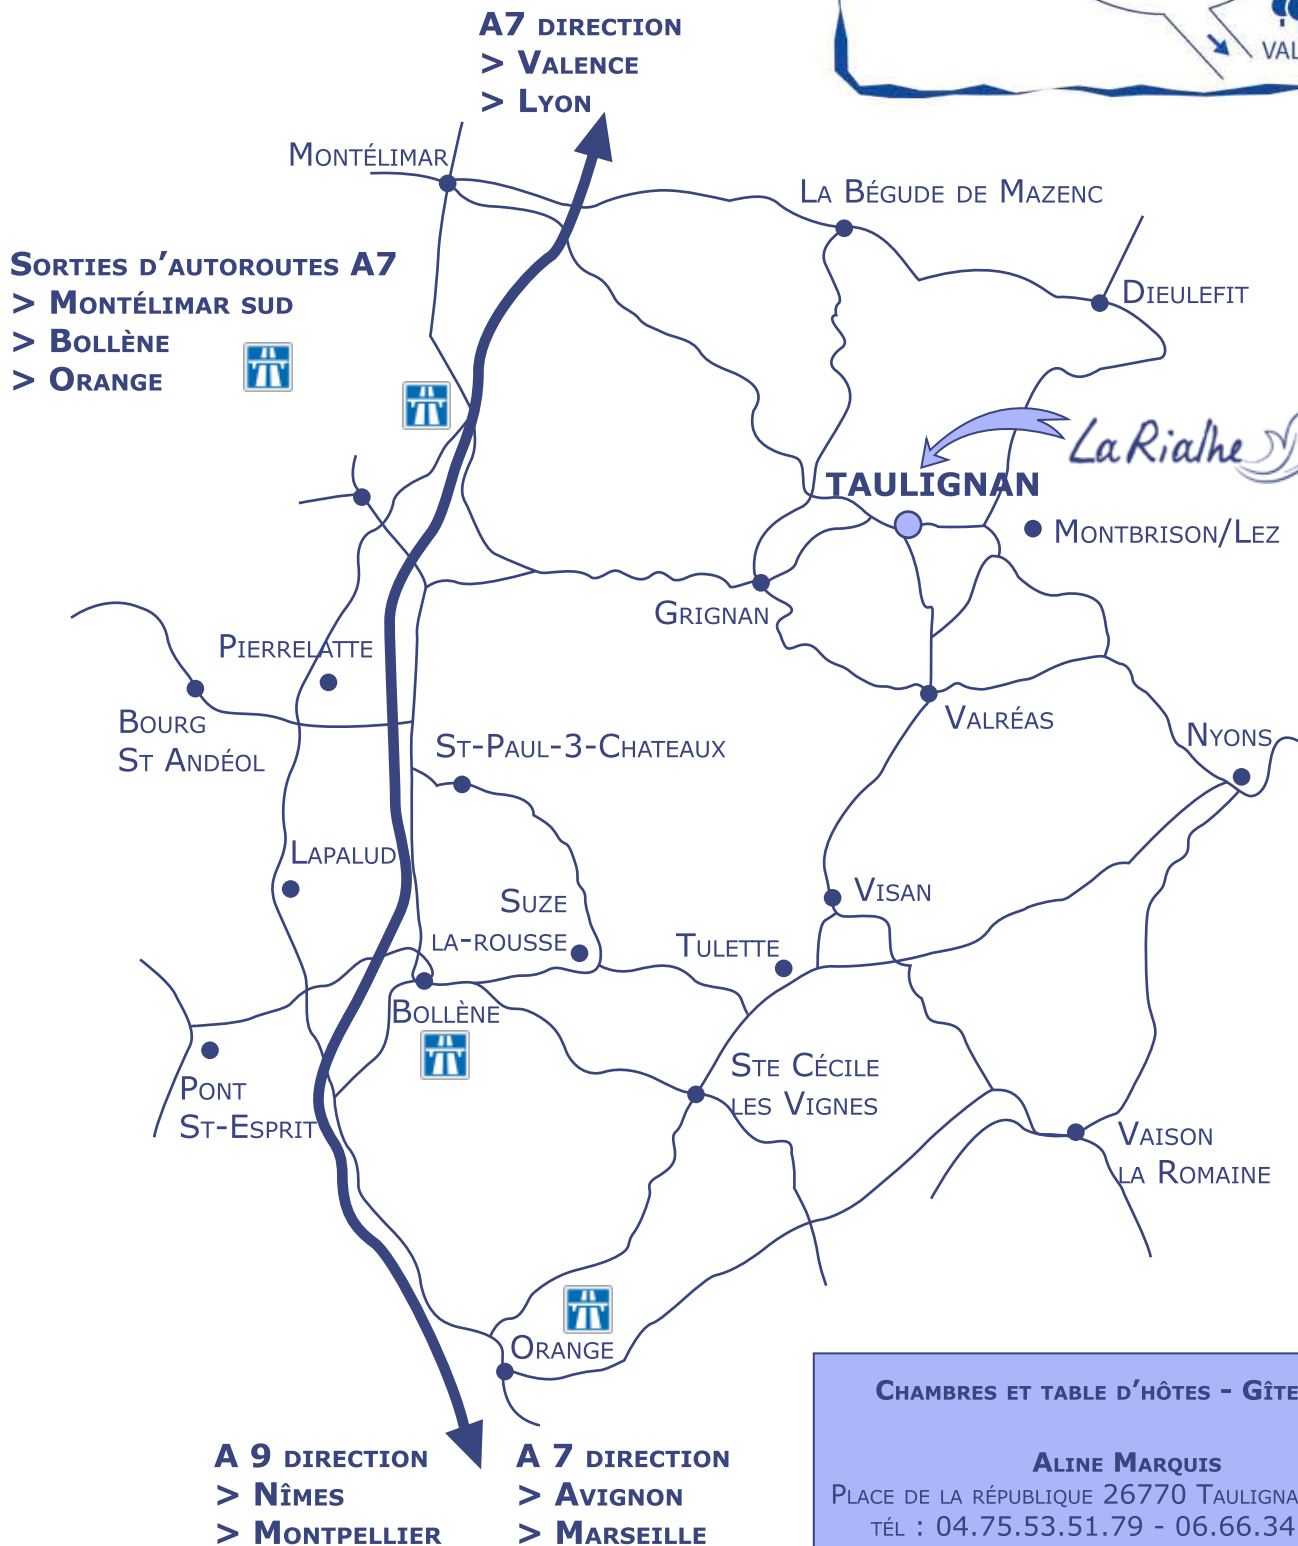 A7 DIRECTION
> VALENCE
> LYON
VAL
MONTÉLIMAR
LA BÉGUDE DE MAZENC
SORTIES D'AUTOROUTES A7
> MONTÉLIMAR SUD
> BOLLÈNE
> ORANGE
DIEULEFIT
La Rialhe
TAULIGNAN
MONTBRISON/LEZ
GRIGNAN
PIERRELATTE
BOURG
ST ANDÉOL
VALRÉAS
NYONS
ST-PAUL-3-CHATEAUX
LAPALUD
SUZE
LA-ROUSSE
VISAN
TULETTE
BOLLÈNE
PONT
ST-ESPRIT
STE CÉCILE
LES VIGNES
VAISON
LA ROMAINE
ORANGE
A 9 DIRECTION
> NÎMES
> MONTPELLIER
A 7 DIRECTION
> AVIGNON
> MARSEILLE
CHAMBRES ET TABLE D'HÔTES - GÎTE
ALINE MARQUIS
PLACE DE LA RÉPUBLIQUE 26770 TAULIGNA
TÉL : 04.75.53.51.79 - 06.66.34